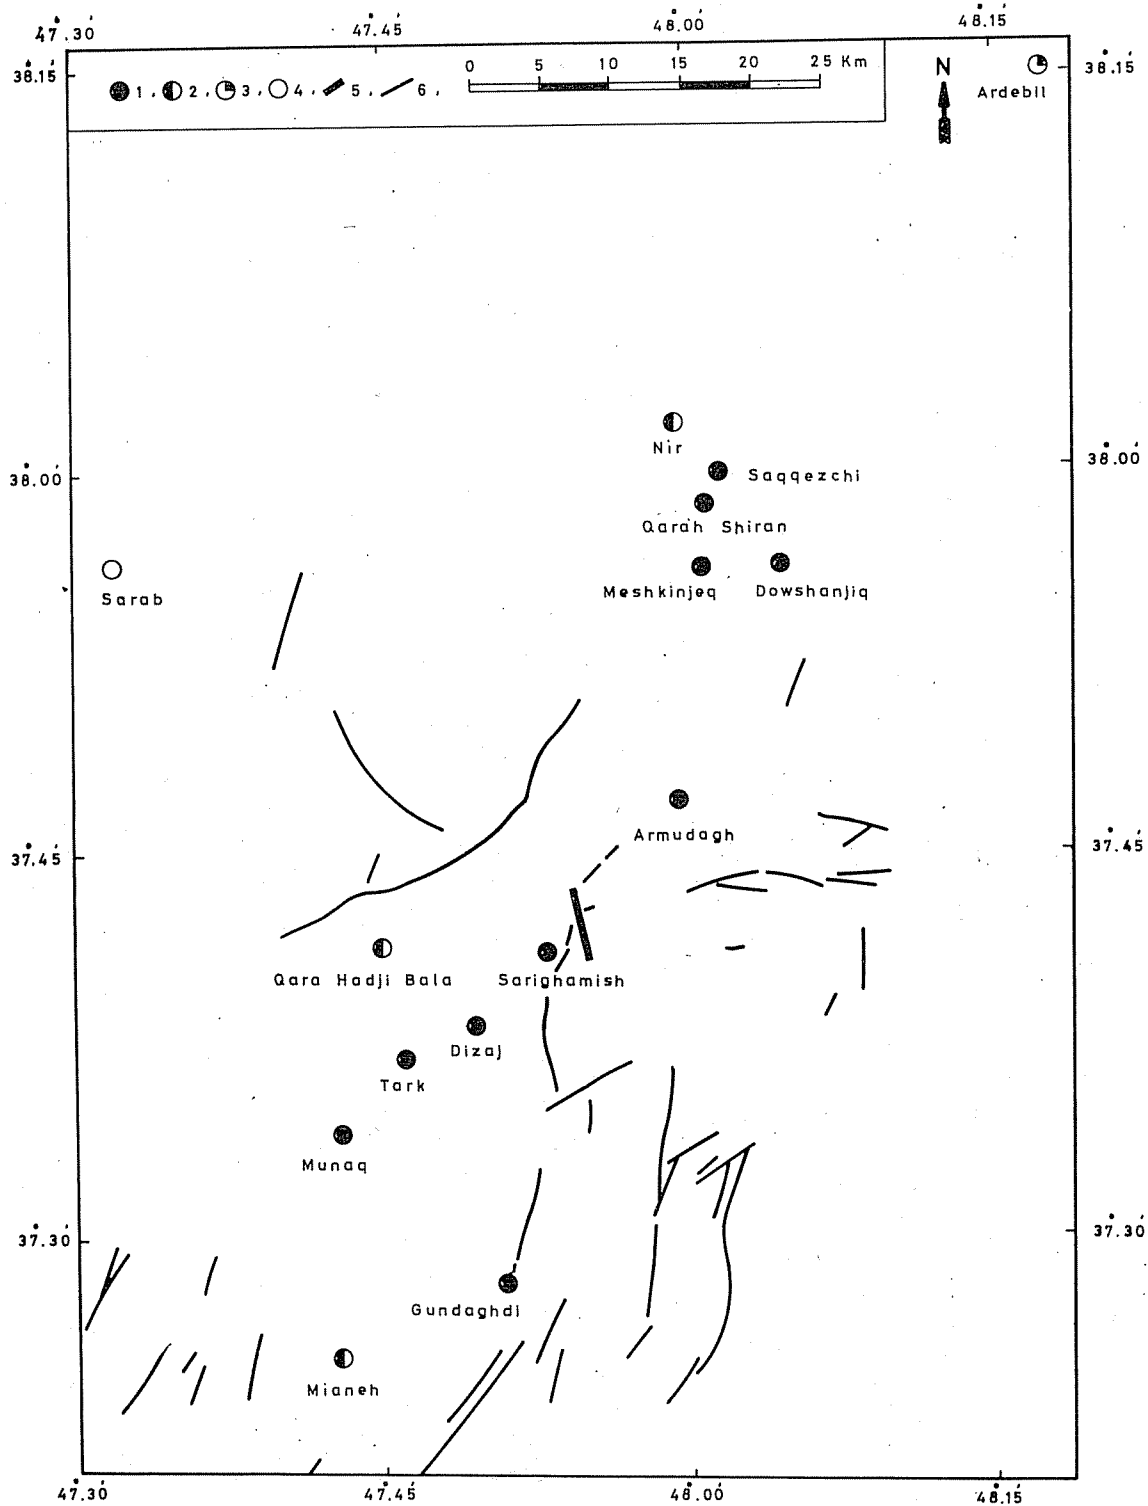 47.30 47.45 48.00 48.15
38.15 38.15
1, 2, 3, 4, 5, 6,
0 5 10 15 20 25 Km
N
Ardebil
Nir
38.00 38.00
Saqqezchi
Qarah Shiran
Meshkinjeq Dowshanjiq
Sarab
Armudagh
37.45 37.45
Qara Hadji Bala Sarighamish
Dizaj
Tark
Munaq
37.30 37.30
Gundaghdi
Mianeh
47.30 47.45 48.00 48.15